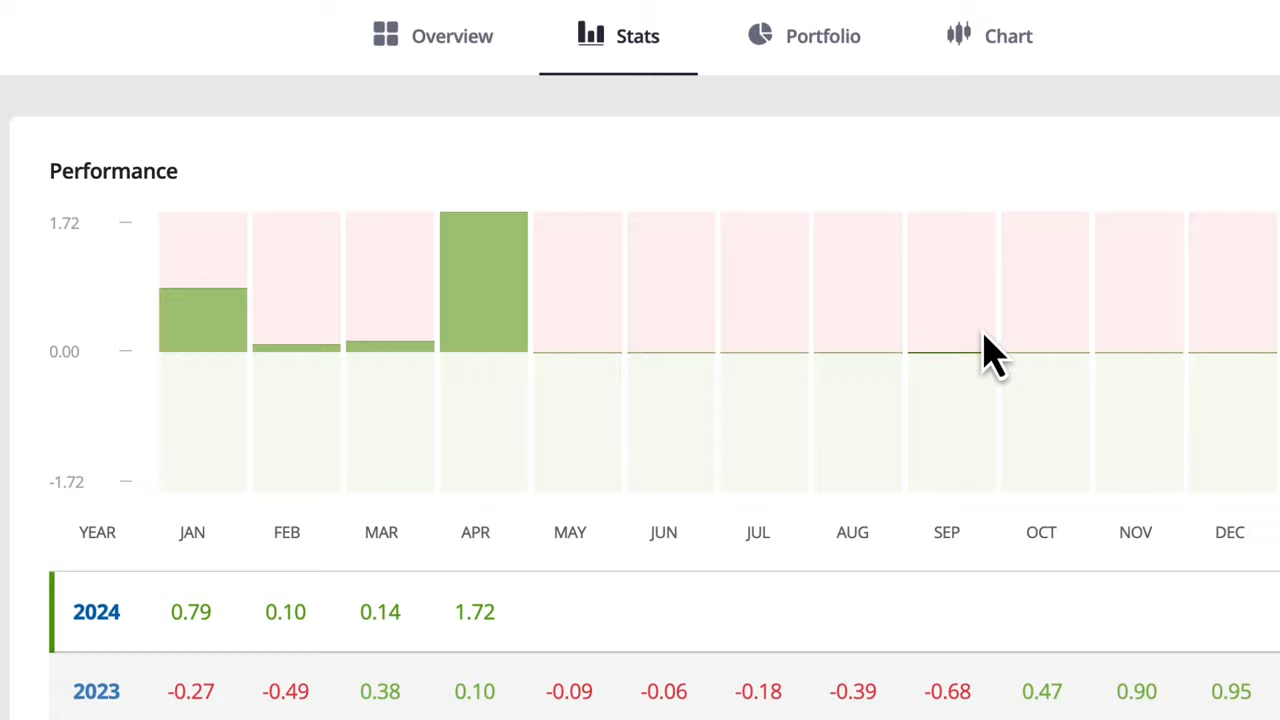 Overview Stats Portfolio Chart
Performance
1.72
0.00
-1.72
YEAR JAN FEB MAR APR MAY JUN JUL AUG SEP OCT NOV DEC
2024 0.79 0.10 0.14 1.72
2023 -0.27 -0.49 0.38 0.10 -0.09 -0.06 -0.18 -0.39 -0.68 0.47 0.90 0.95